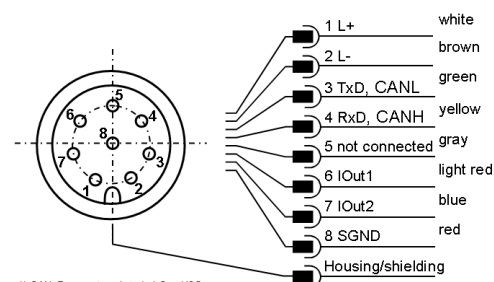 white
1 L+
brown
2 L-
green
3 TxD, CANL
yellow
4 RxD, CANH
gray
5 not connected
light red
6 IOut1
blue
7 IOut2
red
8 SGND
Housing/shielding
5
6
4
8
7
3
1
2